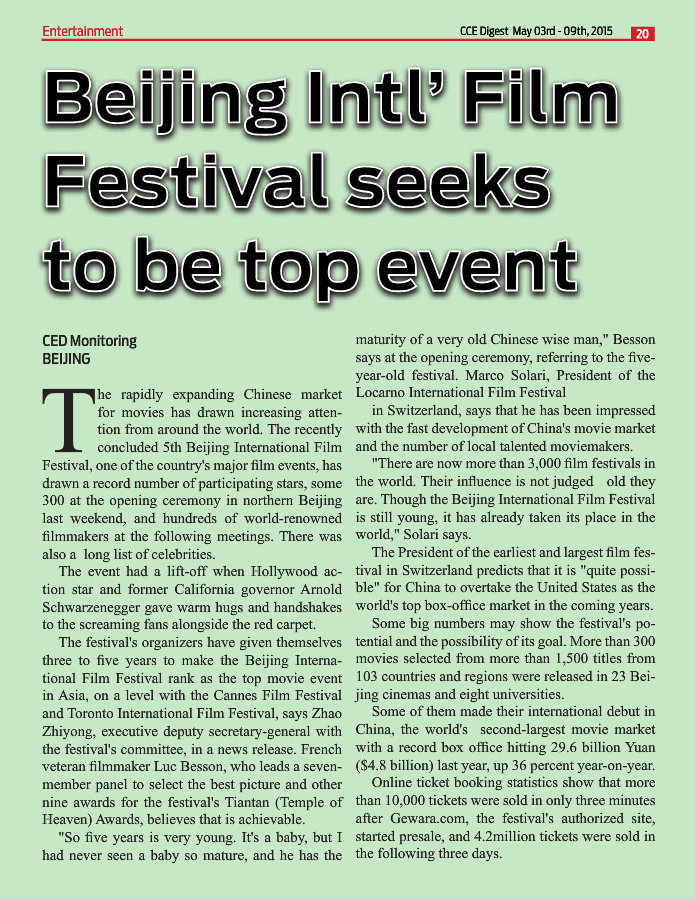 Entertainment
CCE Digest May 03rd - 09th, 2015
20
Beijing Intl’ Film
Festival seeks
to be top event
CED Monitoring
BEIJING
The rapidly expanding Chinese market
for movies has drawn increasing atten-
tion from around the world. The recently
concluded 5th Beijing International Film
Festival, one of the country's major film events, has
drawn a record number of participating stars, some
300 at the opening ceremony in northern Beijing
last weekend, and hundreds of world-renowned
filmmakers at the following meetings. There was
also a long list of celebrities.
The event had a lift-off when Hollywood ac-
tion star and former California governor Arnold
Schwarzenegger gave warm hugs and handshakes
to the screaming fans alongside the red carpet.
The festival's organizers have given themselves
three to five years to make the Beijing Interna-
tional Film Festival rank as the top movie event
in Asia, on a level with the Cannes Film Festival
and Toronto International Film Festival, says Zhao
Zhiyong, executive deputy secretary-general with
the festival's committee, in a news release. French
veteran filmmaker Luc Besson, who leads a seven-
member panel to select the best picture and other
nine awards for the festival's Tiantan (Temple of
Heaven) Awards, believes that is achievable.
"So five years is very young. It's a baby, but I
had never seen a baby so mature, and he has the
maturity of a very old Chinese wise man," Besson
says at the opening ceremony, referring to the five-
year-old festival. Marco Solari, President of the
Locarno International Film Festival
in Switzerland, says that he has been impressed
with the fast development of China's movie market
and the number of local talented moviemakers.
"There are now more than 3,000 film festivals in
the world. Their influence is not judged old they
are. Though the Beijing International Film Festival
is still young, it has already taken its place in the
world," Solari says.
The President of the earliest and largest film fes-
tival in Switzerland predicts that it is "quite possi-
ble" for China to overtake the United States as the
world's top box-office market in the coming years.
Some big numbers may show the festival's po-
tential and the possibility of its goal. More than 300
movies selected from more than 1,500 titles from
103 countries and regions were released in 23 Bei-
jing cinemas and eight universities.
Some of them made their international debut in
China, the world's second-largest movie market
with a record box office hitting 29.6 billion Yuan
($4.8 billion) last year, up 36 percent year-on-year.
Online ticket booking statistics show that more
than 10,000 tickets were sold in only three minutes
after Gewara.com, the festival's authorized site,
started presale, and 4.2million tickets were sold in
the following three days.